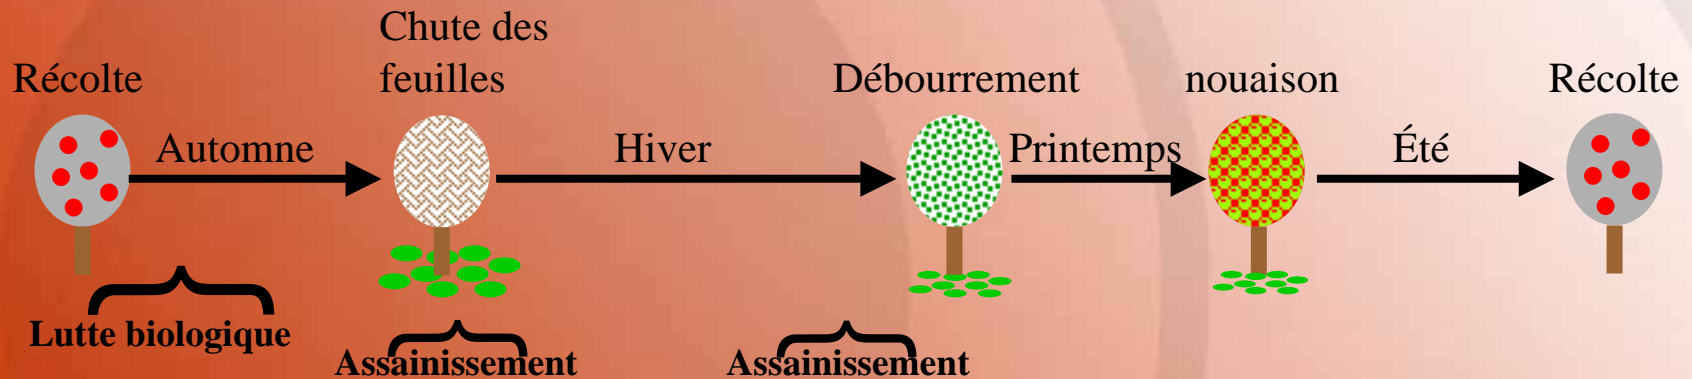 Récolte
Chute des
feuilles
Débourrement
nouaison
Récolte
Automne
Hiver
Printemps
Été
Lutte biologique
Assainissement
Assainissement